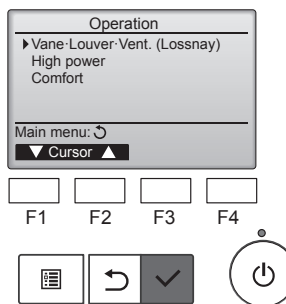 Operation
Vane·Louver·Vent. (Lossnay)
High power
Comfort
Main menu:
Cursor
F1 F2 F3 F4